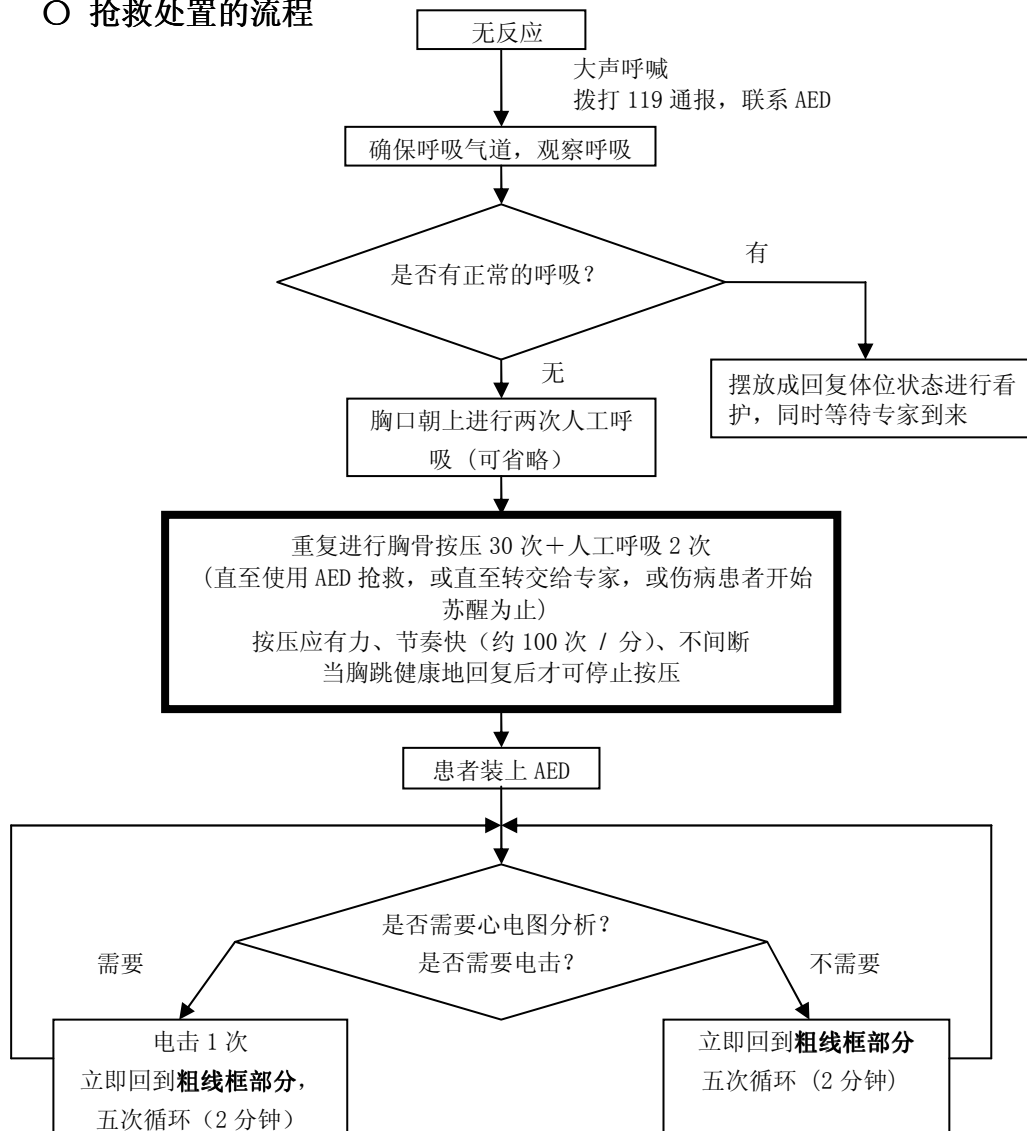 ○ 抢救处置的流程
无反应
大声呼喊
拨打 119 通报，联系 AED
确保呼吸气道，观察呼吸
是否有正常的呼吸？
有
无
摆放成回复体位状态进行看
护，同时等待专家到来
胸口朝上进行两次人工呼
吸（可省略）
重复进行胸骨按压 30 次＋人工呼吸 2 次
(直至使用 AED 抢救，或直至转交给专家，或伤病患者开始
苏醒为止)
按压应有力、节奏快（约 100 次 / 分）、不间断
当胸跳健康地回复后才可停止按压
患者装上 AED
是否需要心电图分析？
是否需要电击？
需要
不需要
电击 1 次
立即回到粗线框部分，
五次循环（2 分钟）
立即回到粗线框部分
五次循环 (2 分钟)